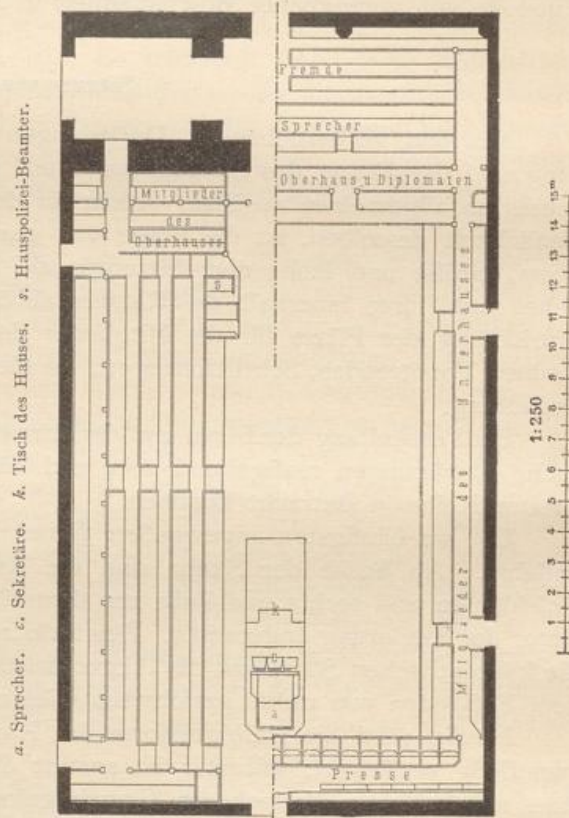 a. Sprecher. c. Sekretäre. k. Tisch des Hauses. s. Hauspolizei-Beamter.
Fremde
Sprecher
Oberhaus u Diplomaten
Mitglieder
des
Oberhauses
s
Mitglieder des Unterhauses
k
c
a
Presse
1:250
1 2 3 4 5 6 7 8 9 10 11 12 13 14 15 m